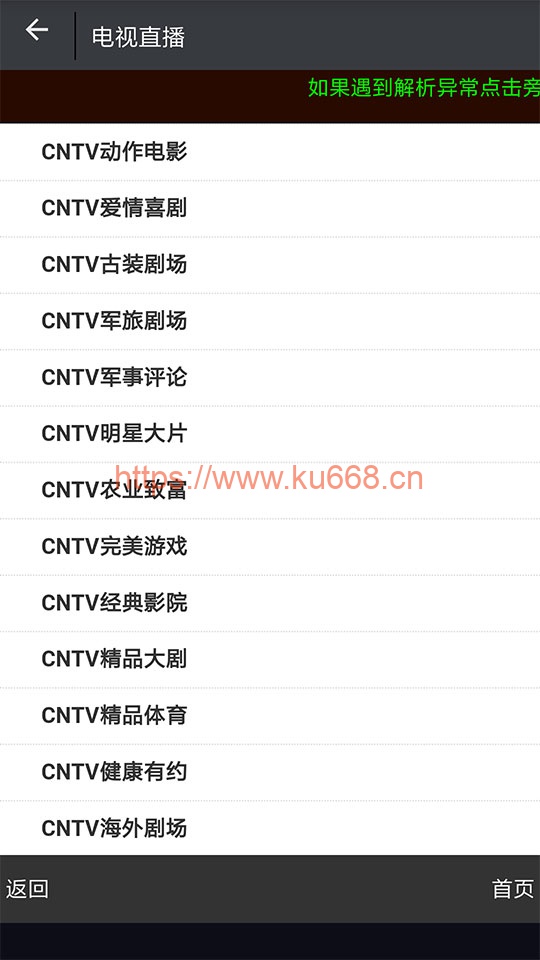 电视直播
如果遇到解析异常点击旁
CNTV动作电影
CNTV爱情喜剧
CNTV古装剧场
CNTV军旅剧场
CNTV军事评论
CNTV明星大片
https://www.ku668.cn
CNTV农业致富
CNTV完美游戏
CNTV经典影院
CNTV精品大剧
CNTV精品体育
CNTV健康有约
CNTV海外剧场
返回
首页